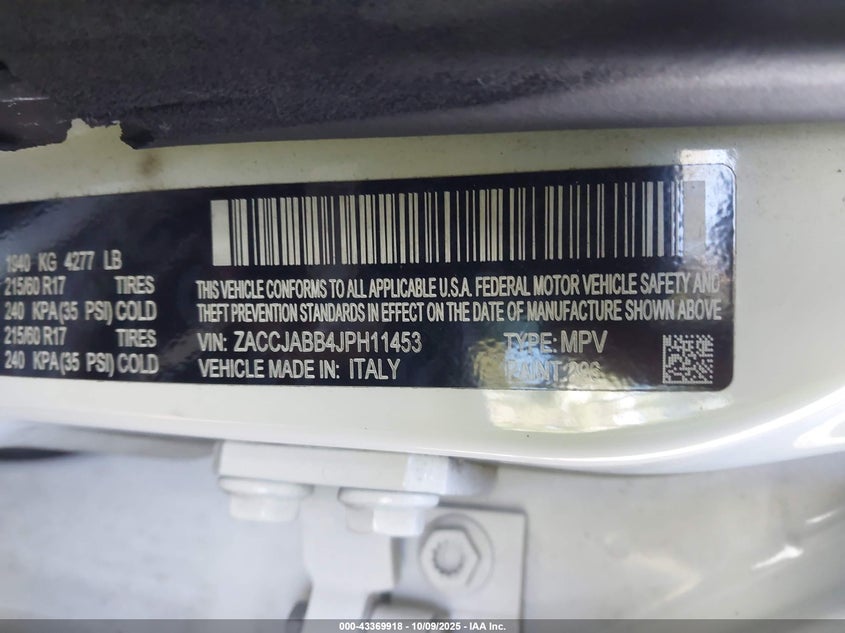 1940 KG 4277 LB
215/60 R17 TIRES
240 KPA(35 PSI) COLD
215/60 R17 TIRES
240 KPA(35 PSI) COLD
THIS VEHICLE CONFORMS TO ALL APPLICABLE U.S.A. FEDERAL MOTOR VEHICLE SAFETY AND
THEFT PREVENTION STANDARDS IN EFFECT ON THE DATE OF MANUFACTURE SHOWN ABOVE
VIN: ZACCJABB4JPH11453 TYPE: MPV
VEHICLE MADE IN: ITALY PAINT:296
000-43369918 - 10/09/2025 - IAA Inc.